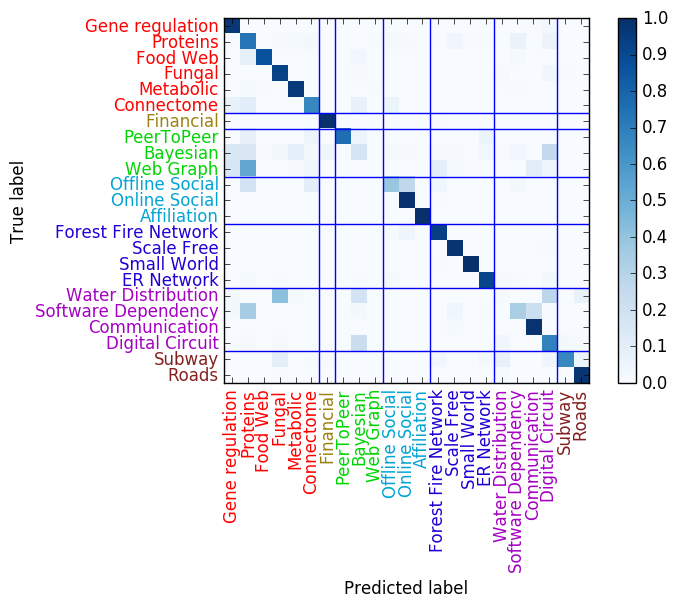 True label
Gene regulation
Proteins
Food Web
Fungal
Metabolic
Connectome
Financial
PeerToPeer
Bayesian
Web Graph
Offline Social
Online Social
Affiliation
Forest Fire Network
Scale Free
Small World
ER Network
Water Distribution
Software Dependency
Communication
Digital Circuit
Subway
Roads
Gene regulation
Proteins
Food Web
Fungal
Metabolic
Connectome
Financial
PeerToPeer
Bayesian
Web Graph
Offline Social
Online Social
Affiliation
Forest Fire Network
Scale Free
Small World
ER Network
Water Distribution
Software Dependency
Communication
Digital Circuit
Subway
Roads
Predicted label
1.0
0.9
0.8
0.7
0.6
0.5
0.4
0.3
0.2
0.1
0.0